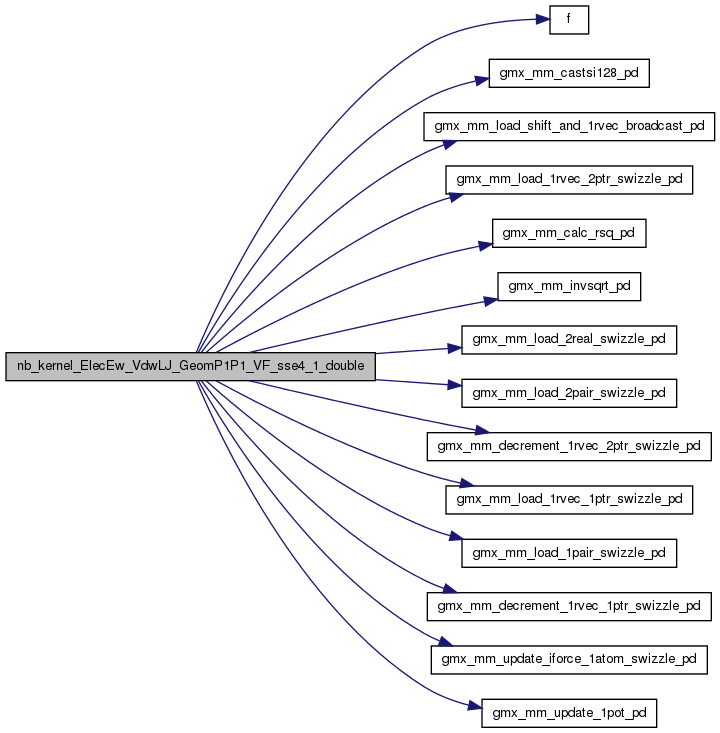 f
gmx_mm_castsi128_pd
gmx_mm_load_shift_and_1rvec_broadcast_pd
gmx_mm_load_1rvec_2ptr_swizzle_pd
gmx_mm_calc_rsq_pd
gmx_mm_invsqrt_pd
gmx_mm_load_2real_swizzle_pd
nb_kernel_ElecEw_VdwLJ_GeomP1P1_VF_sse4_1_double
gmx_mm_load_2pair_swizzle_pd
gmx_mm_decrement_1rvec_2ptr_swizzle_pd
gmx_mm_load_1rvec_1ptr_swizzle_pd
gmx_mm_load_1pair_swizzle_pd
gmx_mm_decrement_1rvec_1ptr_swizzle_pd
gmx_mm_update_iforce_1atom_swizzle_pd
gmx_mm_update_1pot_pd